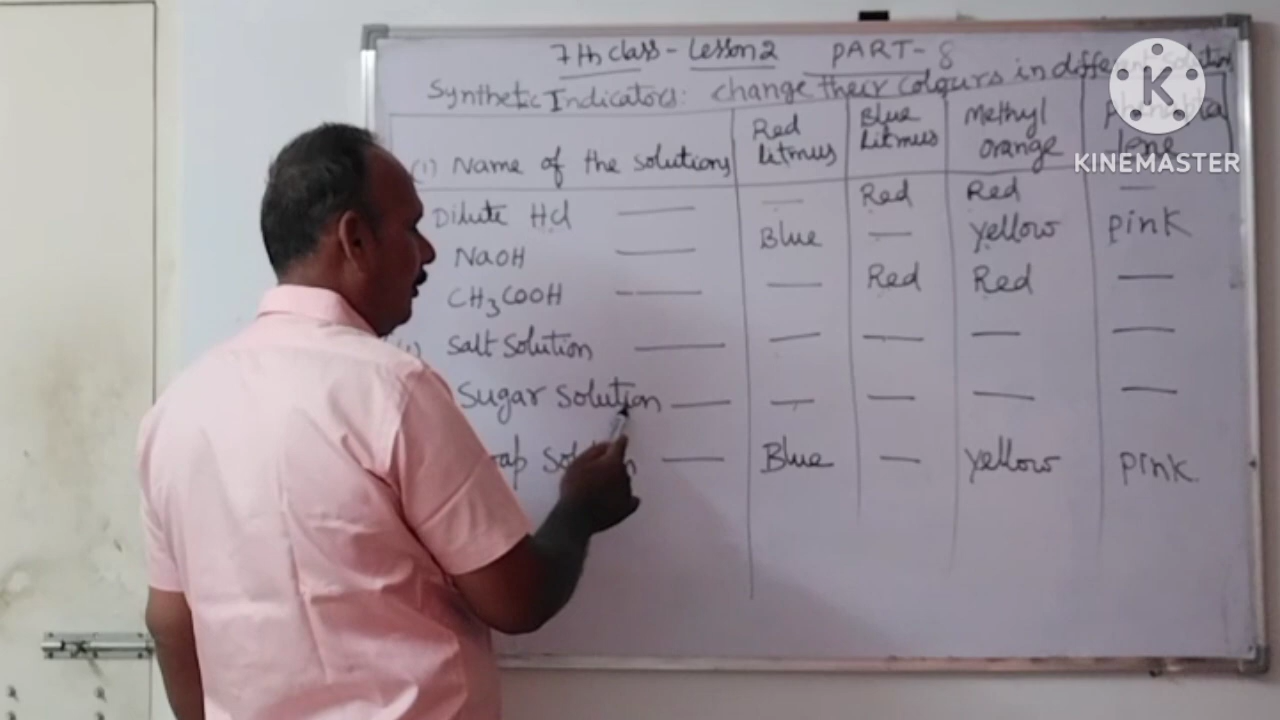 7th class - Lesson 2 PART - 8
Synthetic Indicators: change their colours in different
(1) Name of the solutions Red litmus Blue Litmus Methyl orange
Dilute HCl — — Red Red —
NaOH — Blue — yellow pink
CH3COOH — — Red Red —
Salt Solution — — — — —
Sugar Solution — — — — —
— Blue — yellow pink
K
KINEMASTER